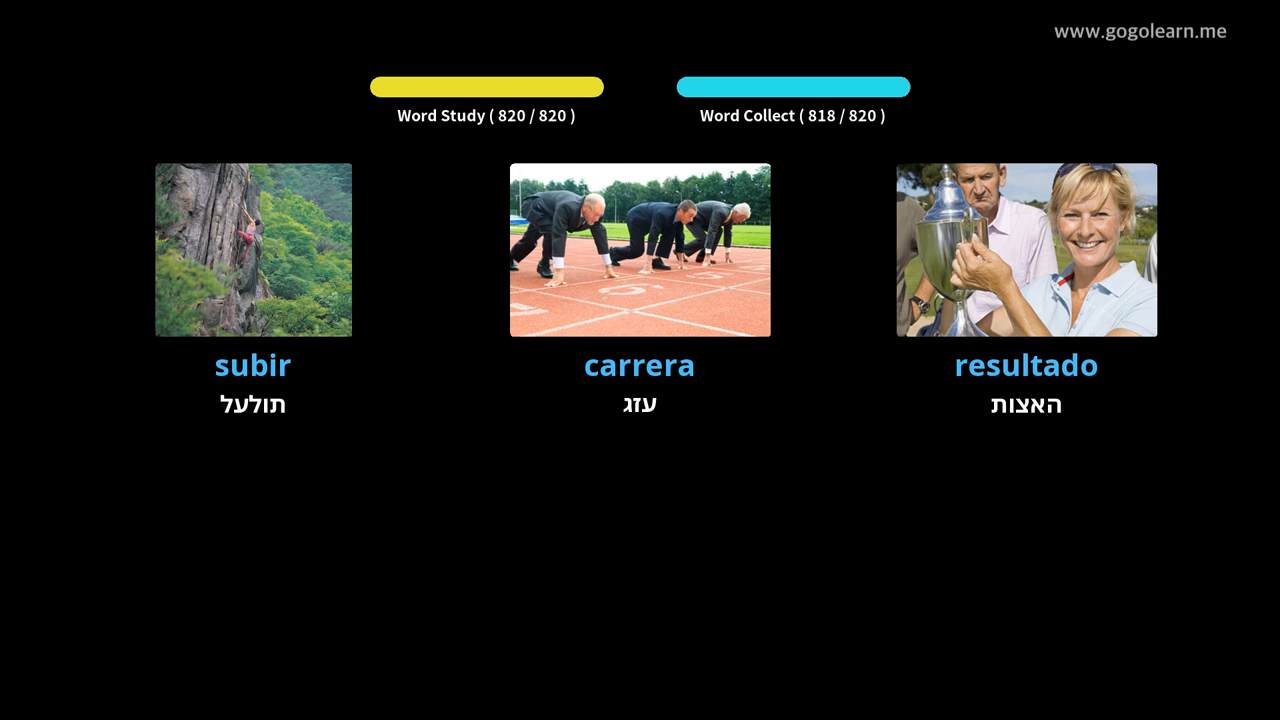 www.gogolearn.me
Word Study ( 820 / 820 )
Word Collect ( 818 / 820 )
subir
תולעל
carrera
עזג
resultado
האצות